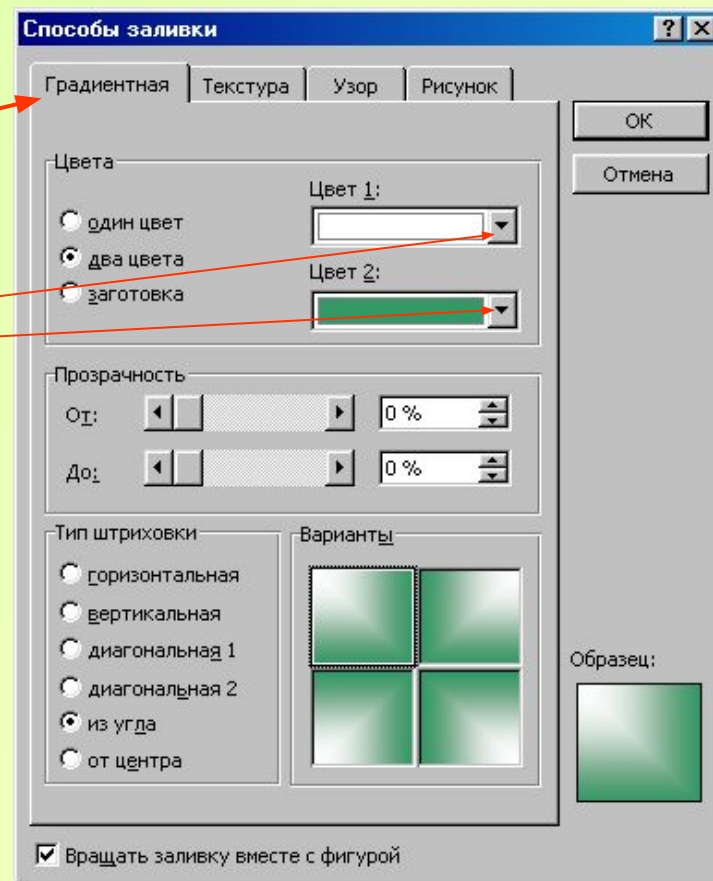 Способы заливки
Градиентная Текстура Узор Рисунок
ОК
Отмена
Цвета
Цвет 1:
один цвет
два цвета
Цвет 2:
заготовка
Прозрачность
От: 0 %
До: 0 %
Тип штриховки
Варианты
горизонтальная
вертикальная
диагональная 1
диагональная 2
из угла
от центра
Образец:
Вращать заливку вместе с фигурой